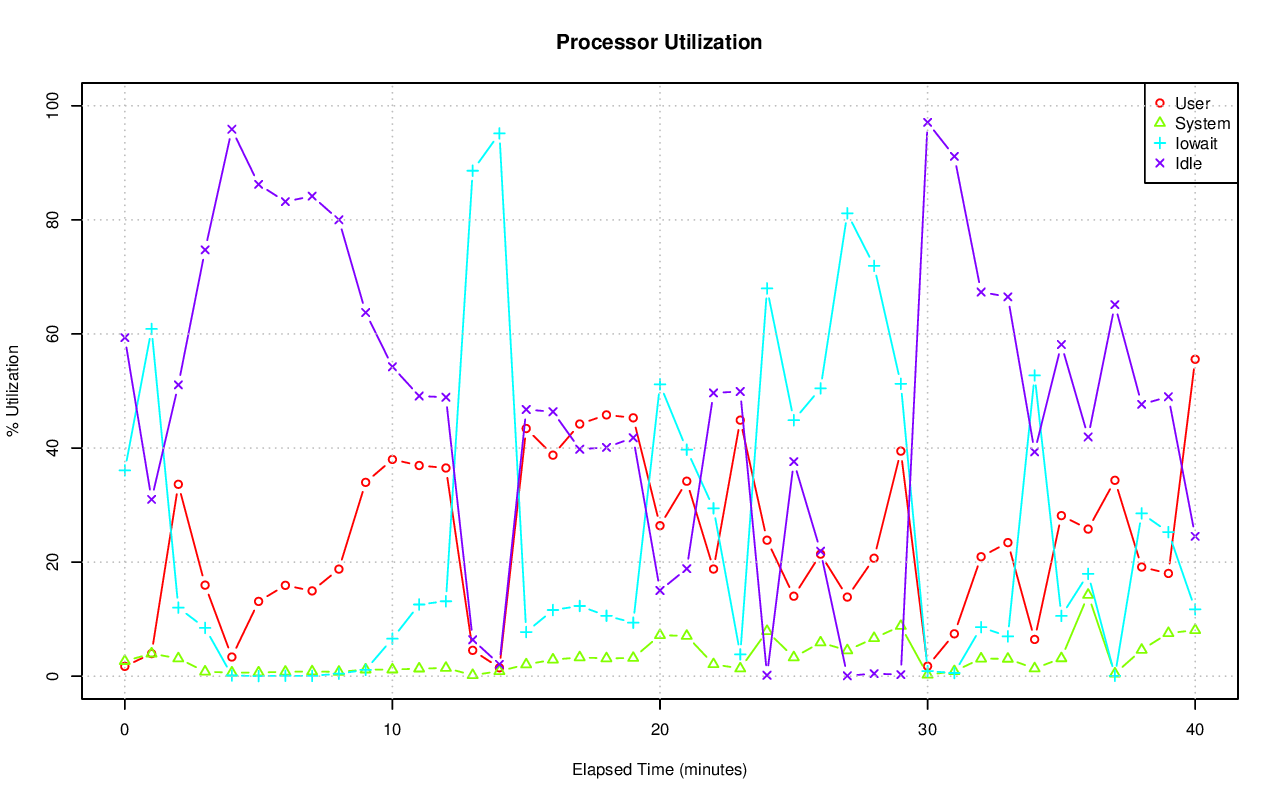 Processor Utilization
% Utilization
100
80
60
40
20
0
User
System
Iowait
Idle
0 10 20 30 40
Elapsed Time (minutes)